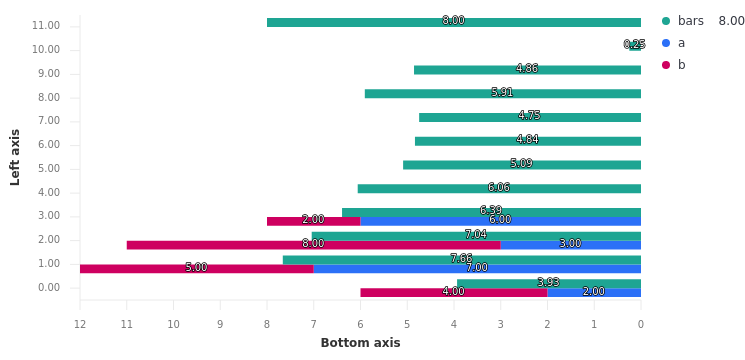 11.00 8.00 bars 8.00
10.00 0.25 a
9.00 4.86 b
8.00 5.91
7.00 4.75
6.00 4.84
5.00 5.09
4.00 6.06
3.00 6.39
2.00 6.00
2.00 7.04
8.00 3.00
1.00 7.66
5.00 7.00
0.00 3.93
4.00 2.00
12 11 10 9 8 7 6 5 4 3 2 1 0
Left axis
Bottom axis